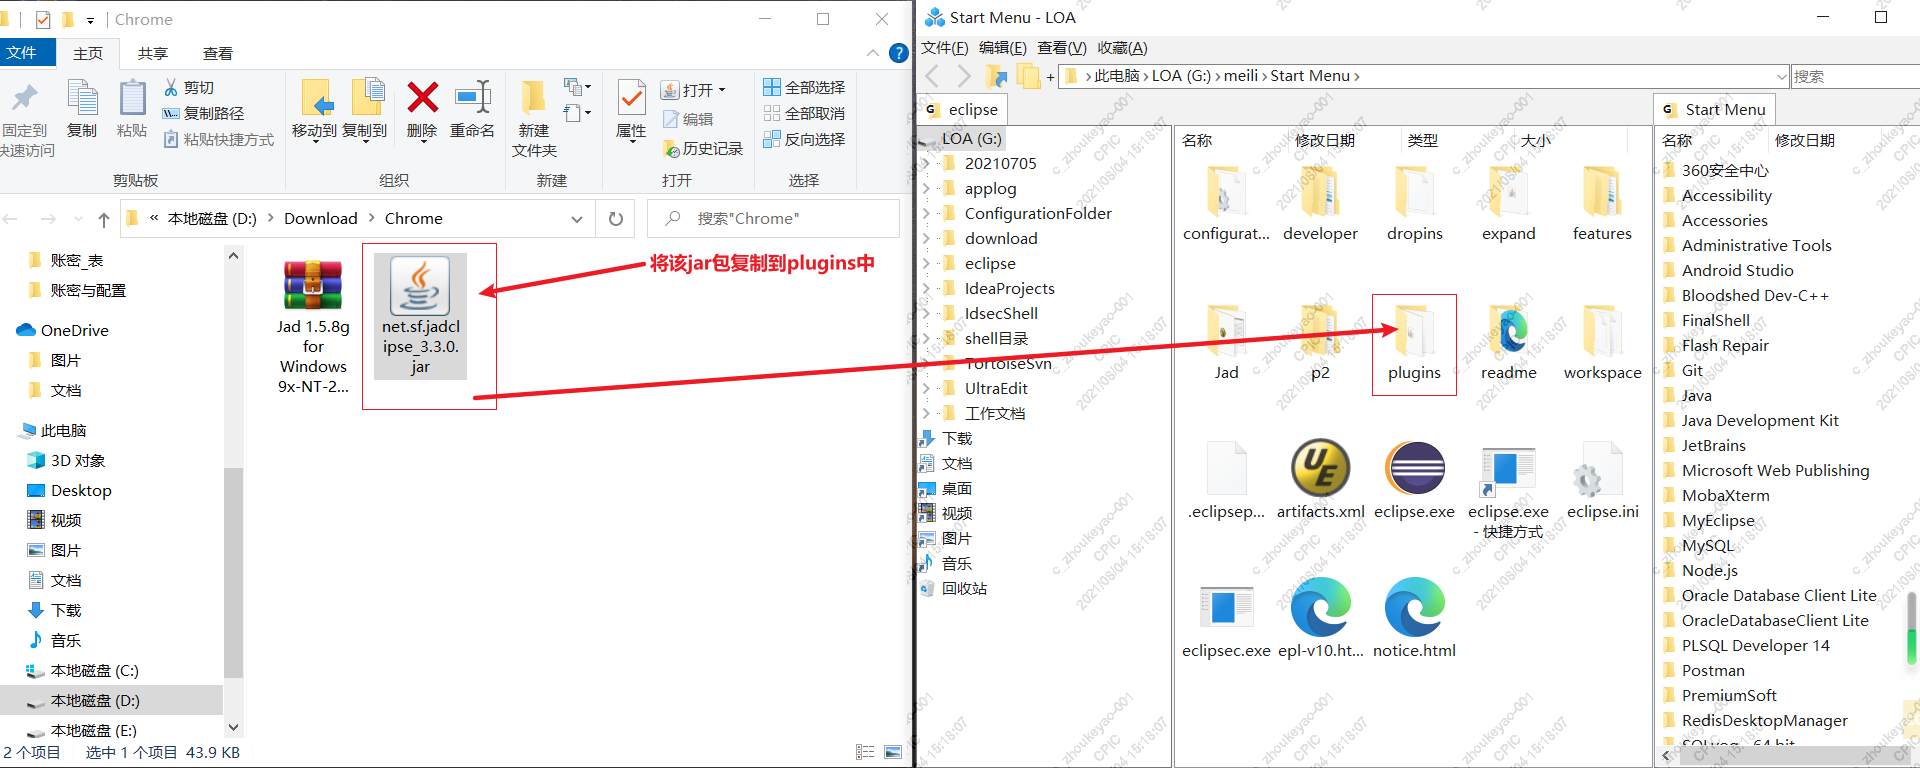 Chrome
文件
主页
共享
查看
固定到
快速访问
复制
粘贴
剪切
复制路径
粘贴快捷方式
剪贴板
移动到
复制到
删除
重命名
组织
新建
文件夹
新建
属性
打开
编辑
历史记录
打开
全部选择
全部取消
反向选择
选择
« 本地磁盘 (D:) › Download › Chrome
搜索"Chrome"
账密_表
账密与配置
OneDrive
图片
文档
此电脑
3D 对象
Desktop
视频
图片
文档
下载
音乐
本地磁盘 (C:)
本地磁盘 (D:)
本地磁盘 (E:)
Jad 1.5.8g
for
Windows
9x-NT-2...
net.sf.jadcl
ipse_3.3.0.
jar
将该jar包复制到plugins中
2 个项目 选中 1 个项目 43.9 KB
Start Menu - LOA
文件(F) 编辑(E) 查看(V) 收藏(A)
› 此电脑 › LOA (G:) › meili › Start Menu ›
搜索
eclipse
LOA (G:)
20210705
applog
ConfigurationFolder
download
eclipse
IdeaProjects
IdsecShell
shell目录
TortoiseSvn
UltraEdit
工作文档
下载
文档
桌面
视频
图片
音乐
回收站
名称 修改日期 类型 大小
configurat... developer dropins expand features
Jad p2 plugins readme workspace
.eclipsep... artifacts.xml eclipse.exe eclipse.exe
- 快捷方式
eclipse.ini
eclipsec.exe epl-v10.ht... notice.html
Start Menu
名称 修改日期
360安全中心
Accessibility
Accessories
Administrative Tools
Android Studio
Bloodshed Dev-C++
FinalShell
Flash Repair
Git
Java
Java Development Kit
JetBrains
Microsoft Web Publishing
MobaXterm
MyEclipse
MySQL
Node.js
Oracle Database Client Lite
OracleDatabaseClient Lite
PLSQL Developer 14
Postman
PremiumSoft
RedisDesktopManager
SQLyog - 64 bit
c_zhoukeyao-001
CPIC
2021/08/04 15:18:07